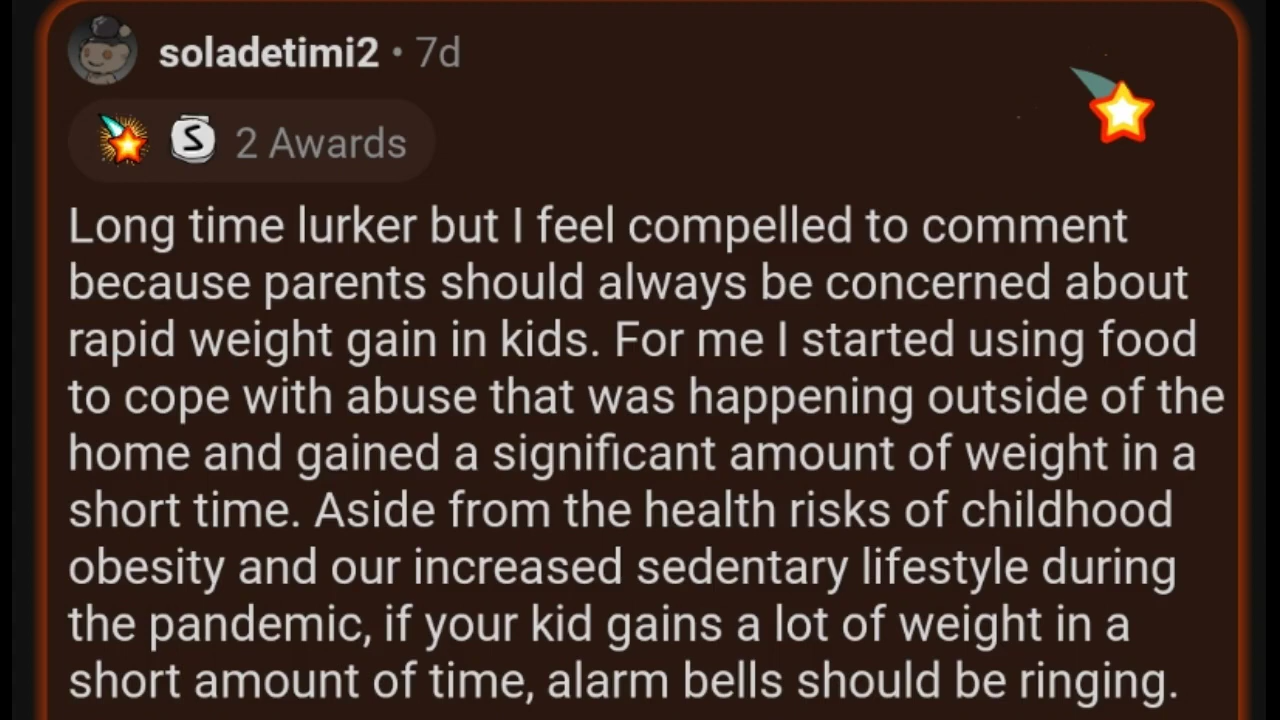 soladetimi2 • 7d
S 2 Awards
Long time lurker but I feel compelled to comment
because parents should always be concerned about
rapid weight gain in kids. For me I started using food
to cope with abuse that was happening outside of the
home and gained a significant amount of weight in a
short time. Aside from the health risks of childhood
obesity and our increased sedentary lifestyle during
the pandemic, if your kid gains a lot of weight in a
short amount of time, alarm bells should be ringing.